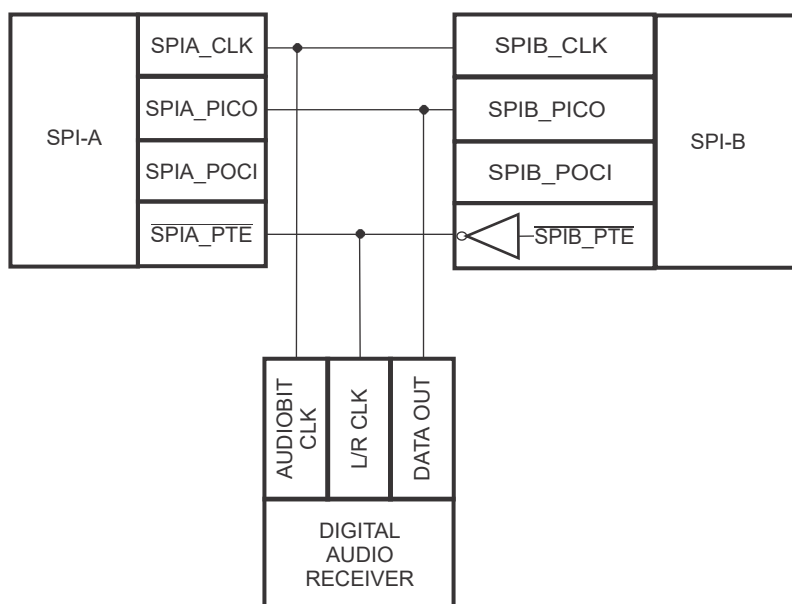 SPI-A
SPIA_CLK
SPIA_PICO
SPIA_POCI
SPIA_PTE
SPIB_CLK
SPIB_PICO
SPIB_POCI
SPIB_PTE
SPI-B
AUDIOBIT
CLK
L/R CLK
DATA OUT
DIGITAL
AUDIO
RECEIVER